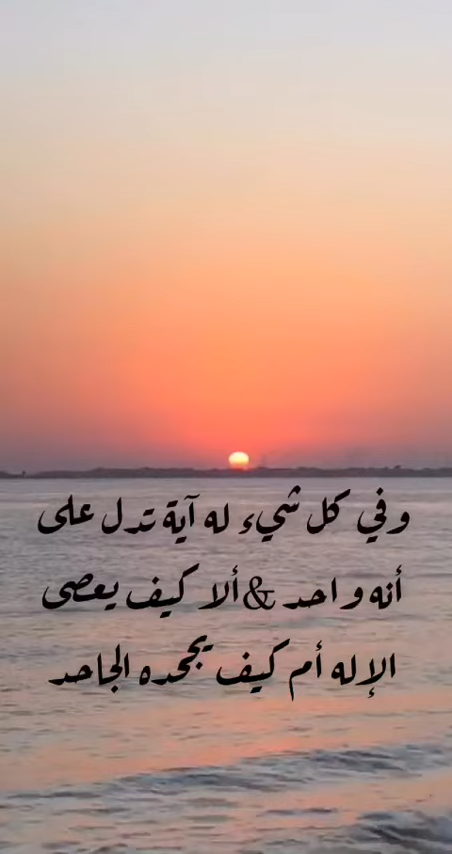 وفي كل شيء له آية تدل على
أنه واحد &ألا كيف يعصى
الإله أم كيف يجحده الجاحد